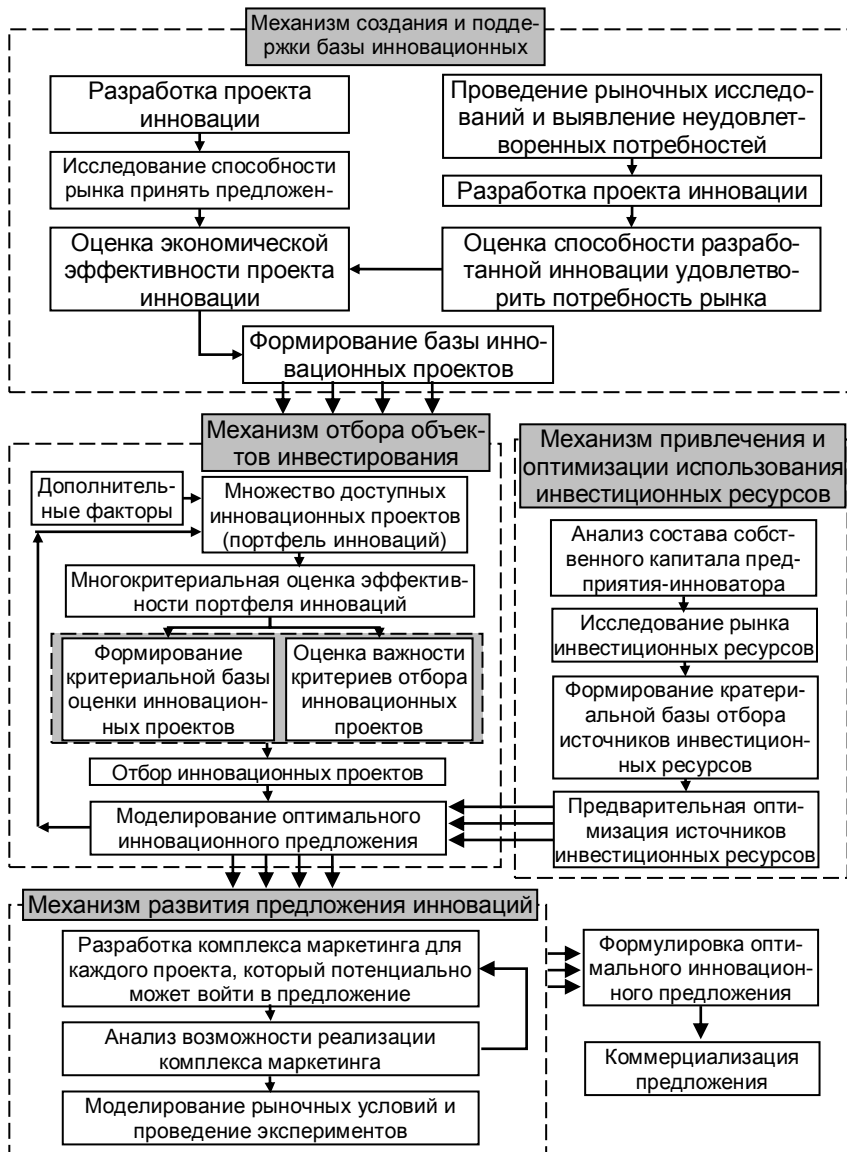 Механизм создания и подде-
ржки базы инновационных
Разработка проекта
инновации
Исследование способности
рынка принять предложен-
Оценка экономической
эффективности проекта
инновации
Проведение рыночных исследо-
ваний и выявление неудовлет-
воренных потребностей
Разработка проекта инновации
Оценка способности разрабо-
танной инновации удовлетво-
рить потребность рынка
Формирование базы инно-
вационных проектов
Механизм отбора объек-
тов инвестирования
Дополнитель-
ные факторы
Множество доступных
инновационных проектов
(портфель инноваций)
Многокритериальная оценка эффектив-
ности портфеля инноваций
Формирование
критериальной базы
оценки инновацион-
ных проектов
Оценка важности
критериев отбора
инновационных
проектов
Отбор инновационных проектов
Моделирование оптимального
инновационного предложения
Механизм привлечения и
оптимизации использования
инвестиционных ресурсов
Анализ состава собст-
венного капитала пред-
приятия-инноватора
Исследование рынка
инвестиционных ресурсов
Формирование кратери-
альной базы отбора
источников инвестицион-
ных ресурсов
Предварительная опти-
мизация источников
инвестиционных ресурсов
Механизм развития предложения инноваций
Разработка комплекса маркетинга для
каждого проекта, который потенциально
может войти в предложение
Анализ возможности реализации
комплекса маркетинга
Моделирование рыночных условий и
проведение экспериментов
Формулировка опти-
мального инновацион-
ного предложения
Коммерциализация
предложения